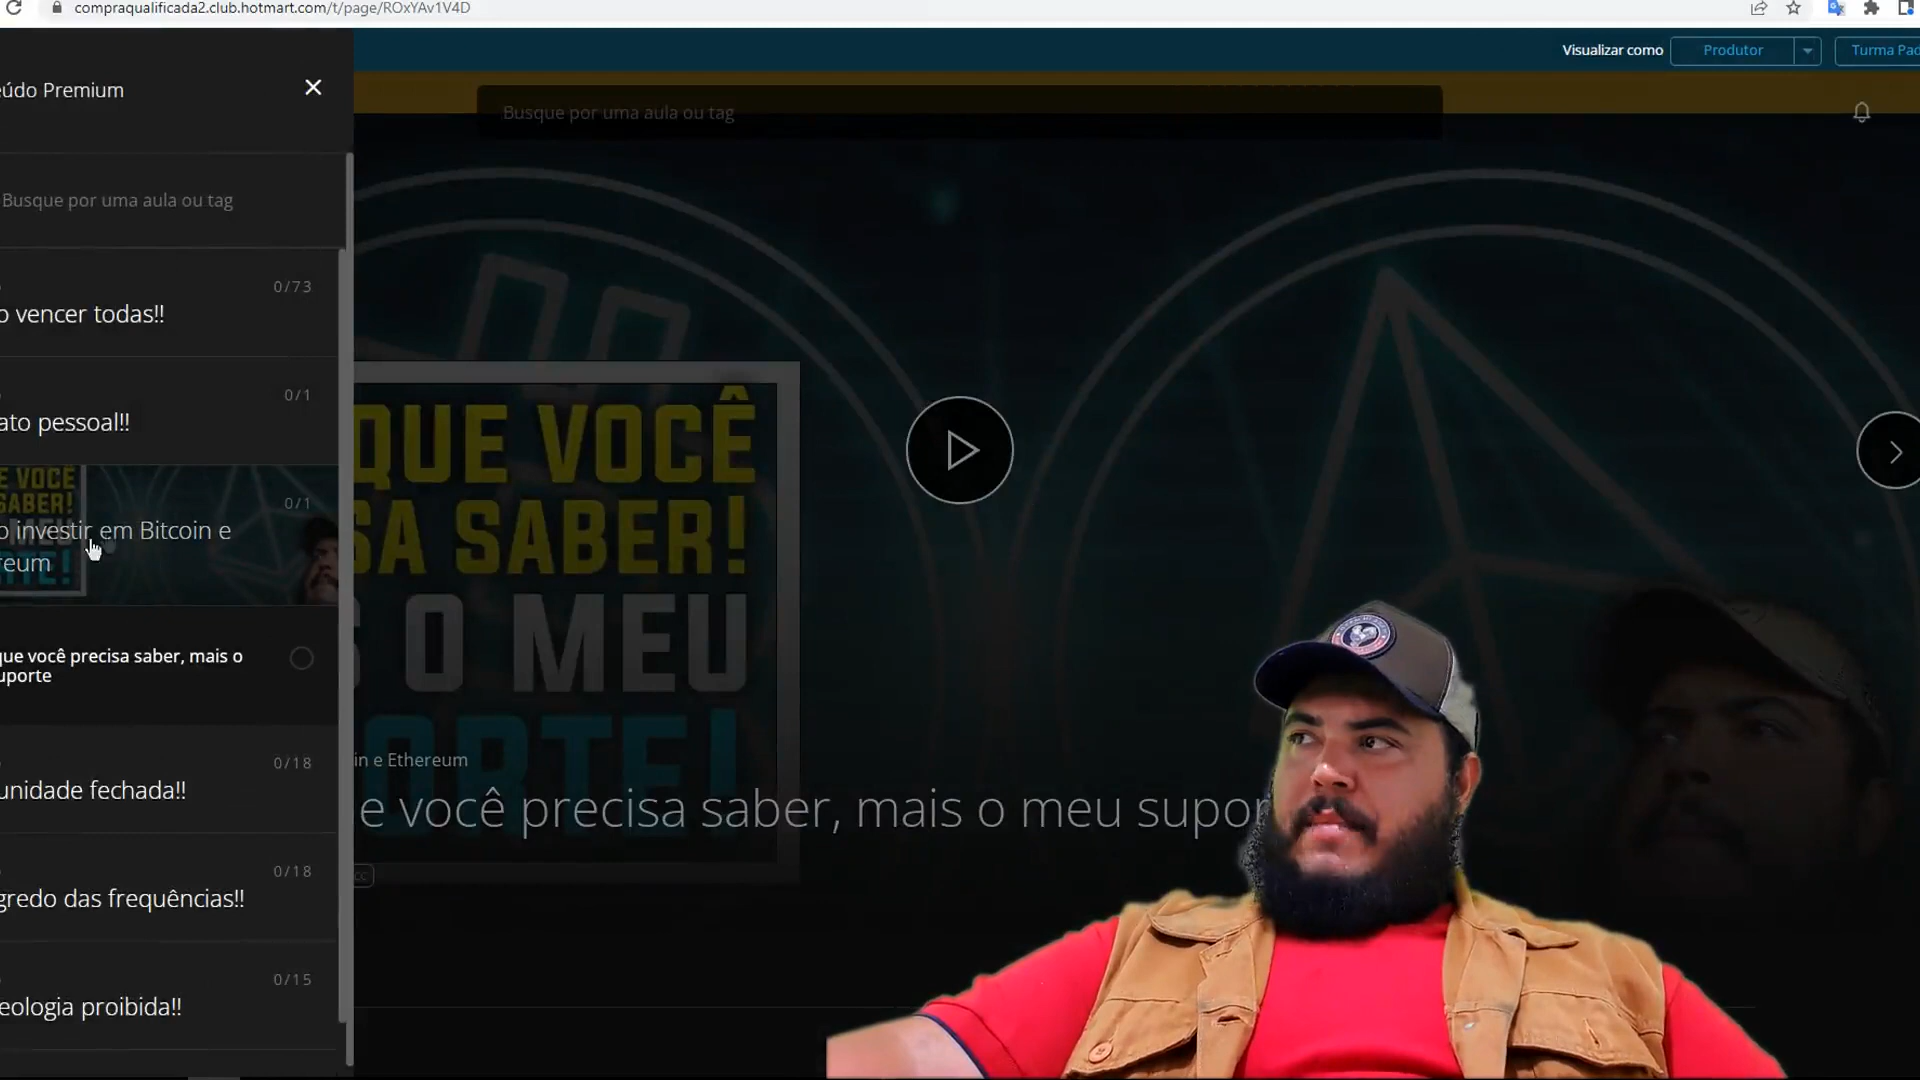 compraqualificada2.club.hotmart.com/t/page/ROxYAv1V4D
Visualizar como
Produtor
Turma Pad
Busque por uma aula ou tag
eúdo Premium
Busque por uma aula ou tag
0/73
o vencer todas!!
0/1
ato pessoal!!
0/1
o investir em Bitcoin e
reum
que você precisa saber, mais o
uporte
0/18
unidade fechada!!
0/18
gredo das frequências!!
0/15
eologia proibida!!
E VOCÊ
SABER!
QUE VOCÊ
SA SABER!
S O MEU
ORTE!
in e Ethereum
e você precisa saber, mais o meu supor